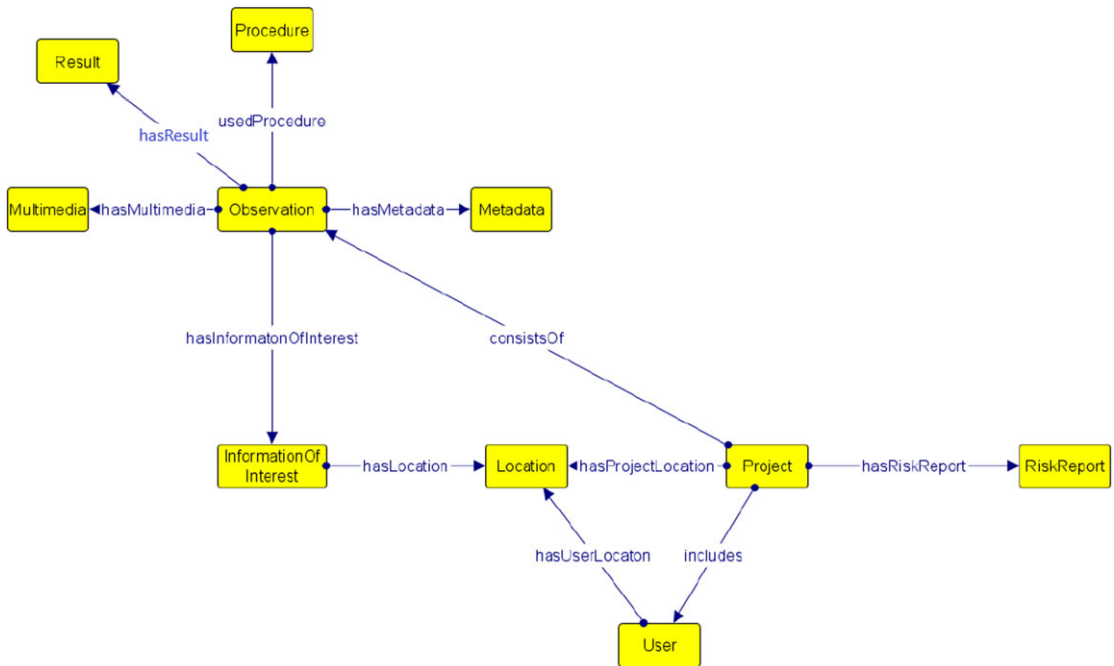 Procedure
Result
usedProcedure
hasResult
Multimedia
hasMultimedia
Observation
hasMetadata
Metadata
hasInformatonOfInterest
consistsOf
InformationOf
Interest
hasLocation
Location
hasProjectLocation
Project
hasRiskReport
RiskReport
hasUserLocaton
includes
User